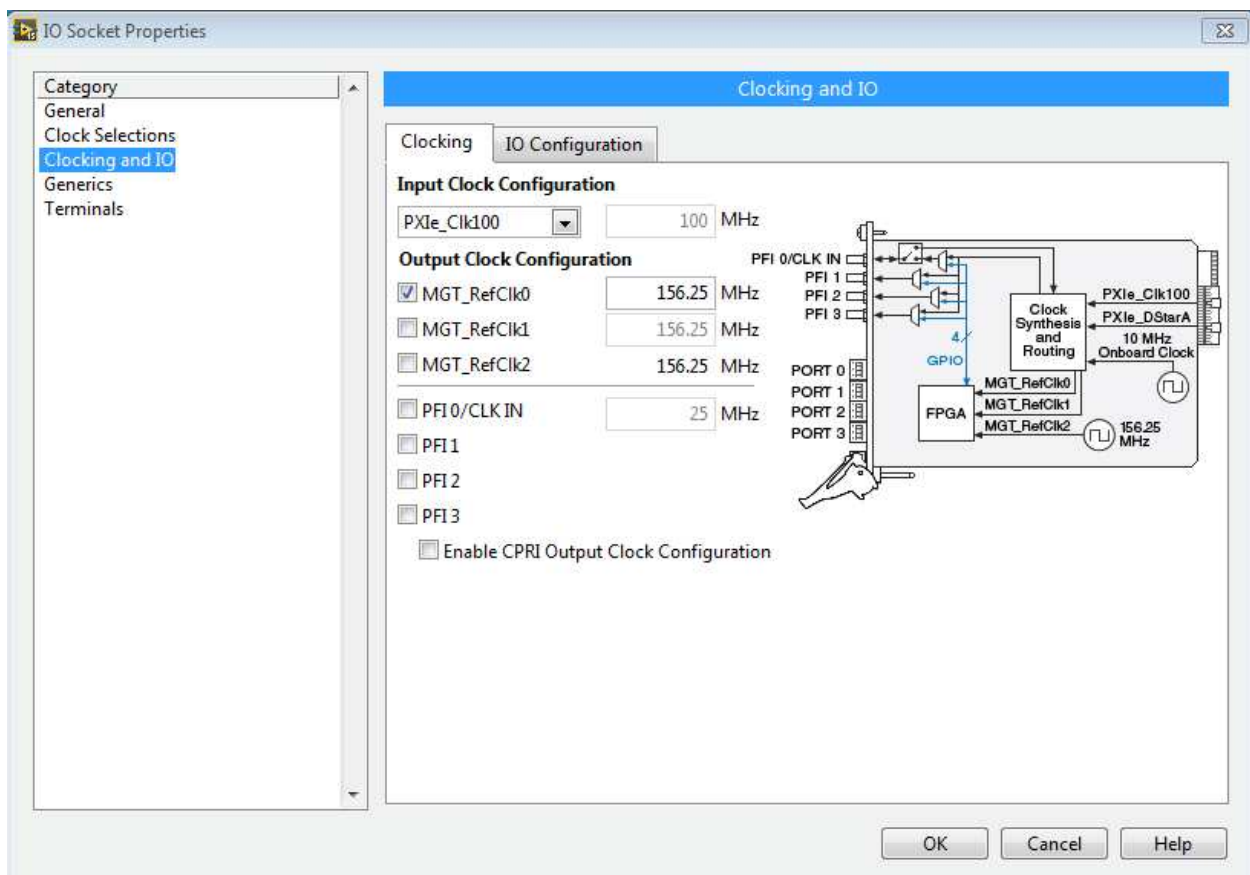 IO Socket Properties
Category
General
Clock Selections
Clocking and IO
Generics
Terminals
Clocking and IO
Clocking
IO Configuration
Input Clock Configuration
PXIe_Clk100
100 MHz
Output Clock Configuration
MGT_RefClk0 156.25 MHz
MGT_RefClk1 156.25 MHz
MGT_RefClk2 156.25 MHz
PFI 0/CLK IN 25 MHz
PFI 1
PFI 2
PFI 3
Enable CPRI Output Clock Configuration
PFI 0/CLK IN
PFI 1
PFI 2
PFI 3
4
GPIO
PORT 0
PORT 1
PORT 2
PORT 3
FPGA
Clock
Synthesis
and
Routing
PXIe_Clk100
PXIe_DStarA
10 MHz
Onboard Clock
MGT_RefClk0
MGT_RefClk1
MGT_RefClk2
156.25
MHz
OK
Cancel
Help